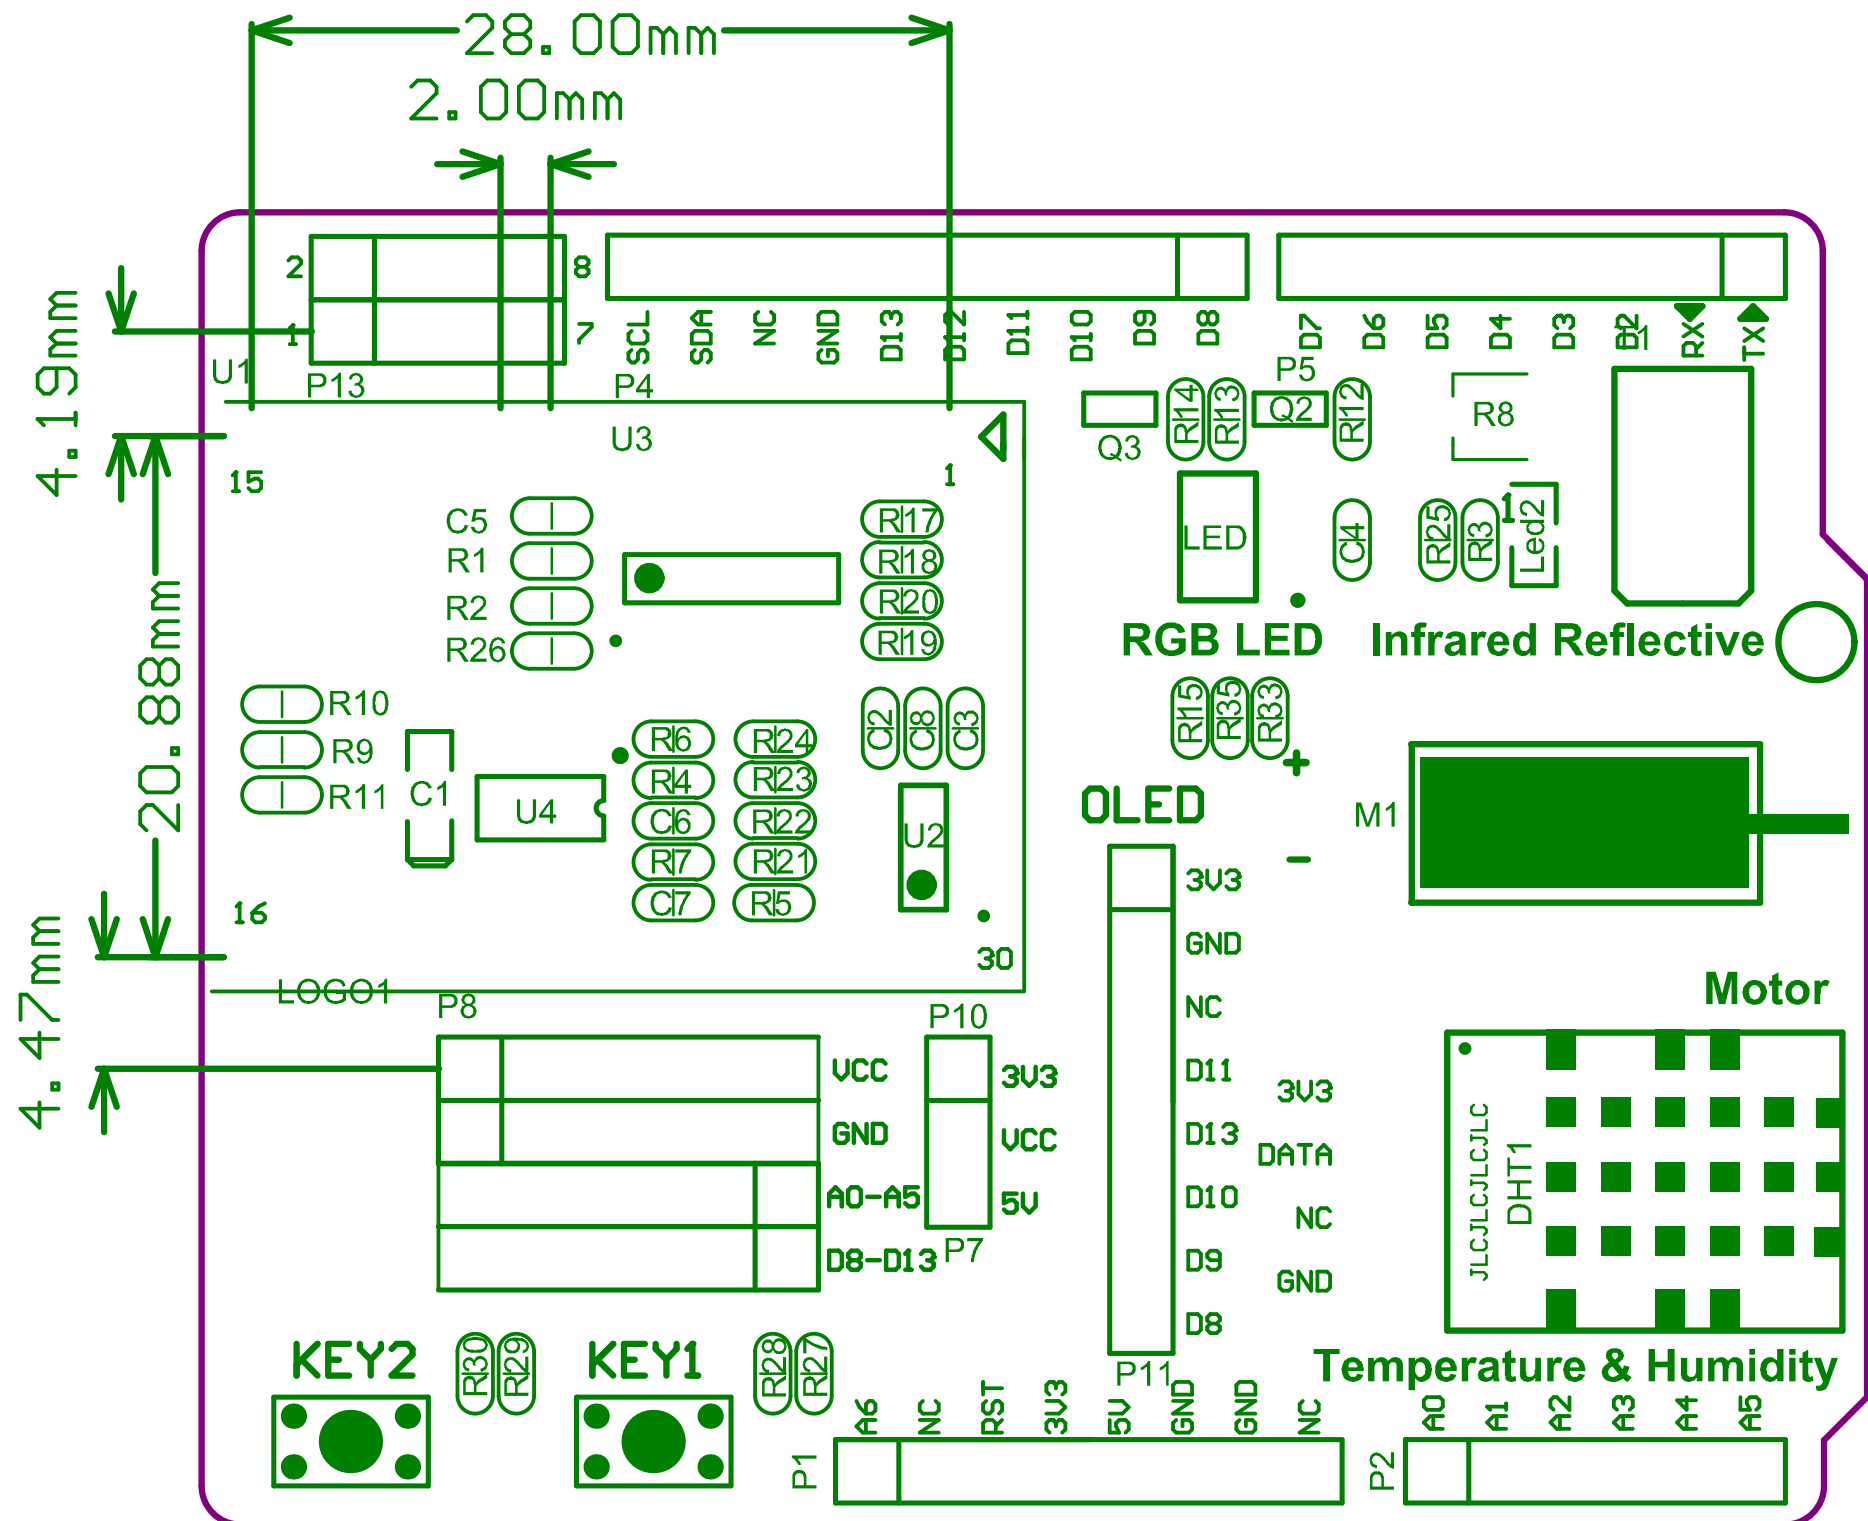 28.00mm
2.00mm
4.19mm
20.88mm
4.47mm
2
8
1
7
U1
P13
P4
SCL
SDA
NC
GND
D13
D12
D11
D10
D9
D8
D7
D6
D5
D4
D3
D2
RX
TX
P5
U3
Q3
R14
R13
Q2
R12
R8
15
1
C5
R1
R2
R26
R17
R18
R20
R19
LED
C4
R25
R3
1
Led2
RGB LED
Infrared Reflective
R10
R9
R11
C1
U4
R6
R4
C6
R7
C7
R24
R23
R22
R21
R5
C2
C8
C3
U2
R15
R35
R33
+
-
OLED
M1
Motor
16
30
LOGO1
P8
P10
VCC
GND
A0-A5
D8-D13
3V3
VCC
5V
P7
3V3
GND
NC
D11
D13
D10
D9
D8
P11
3V3
DATA
NC
GND
JLCJLCJLCJLC
DHT1
Temperature & Humidity
KEY2
R30
R29
KEY1
R28
R27
A6
NC
RST
3V3
5V
GND
GND
NC
P1
A0
A1
A2
A3
A4
A5
P2